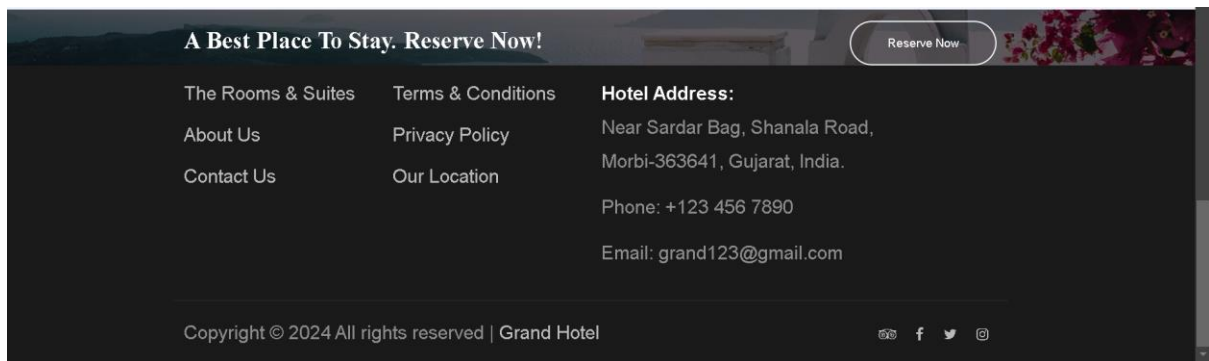 A Best Place To Stay. Reserve Now!
Reserve Now
The Rooms & Suites
About Us
Contact Us
Terms & Conditions
Privacy Policy
Our Location
Hotel Address:
Near Sardar Bag, Shanala Road,
Morbi-363641, Gujarat, India.
Phone: +123 456 7890
Email: grand123@gmail.com
Copyright © 2024 All rights reserved | Grand Hotel